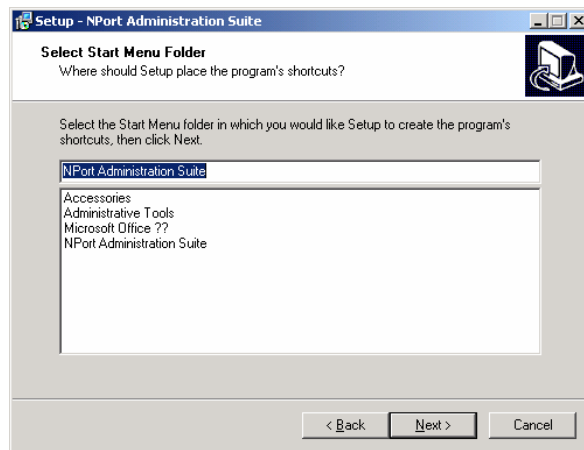 Setup - NPort Administration Suite
Select Start Menu Folder
Where should Setup place the program's shortcuts?
Select the Start Menu folder in which you would like Setup to create the program's
shortcuts, then click Next.
NPort Administration Suite
Accessories
Administrative Tools
Microsoft Office ??
NPort Administration Suite
< Back
Next >
Cancel